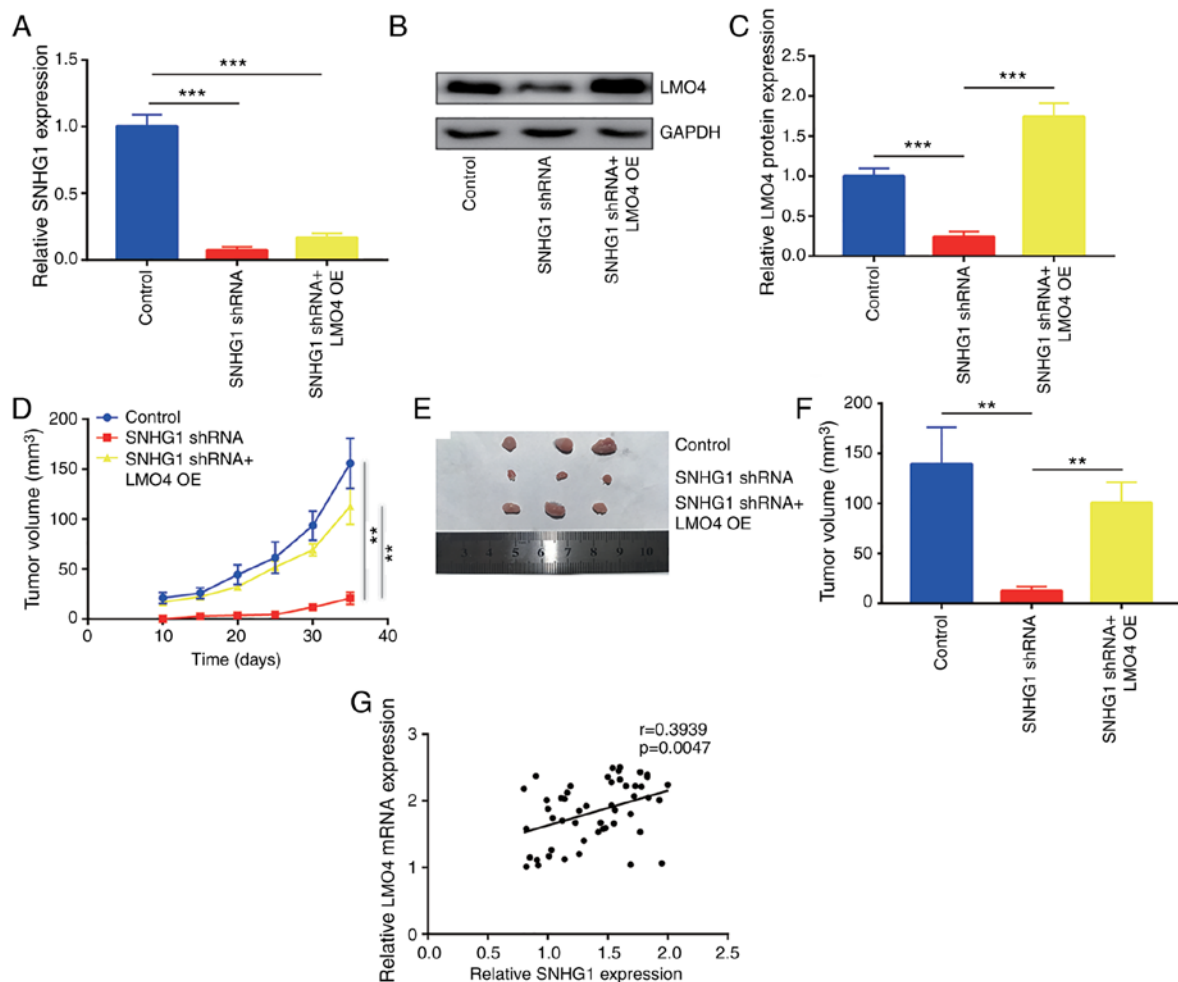 A
Relative SNHG1 expression
1.5
1.0
0.5
0.0
***
***
Control
SNHG1 shRNA
SNHG1 shRNA+
LMO4 OE
B
LMO4
GAPDH
Control
SNHG1 shRNA
SNHG1 shRNA+
LMO4 OE
C
Relative LMO4 protein expression
2.5
2.0
1.5
1.0
0.5
0.0
***
***
Control
SNHG1 shRNA
SNHG1 shRNA+
LMO4 OE
D
Control
SNHG1 shRNA
SNHG1 shRNA+
LMO4 OE
Tumor volume (mm³)
200
150
100
50
0
**
**
0 10 20 30 40
Time (days)
E
Control
SNHG1 shRNA
SNHG1 shRNA+
LMO4 OE
3 4 5 6 7 8 9 10
F
Tumor volume (mm³)
200
150
100
50
0
**
**
Control
SNHG1 shRNA
SNHG1 shRNA+
LMO4 OE
G
r=0.3939
p=0.0047
Relative LMO4 mRNA expression
3
2
1
0
0.0 0.5 1.0 1.5 2.0 2.5
Relative SNHG1 expression